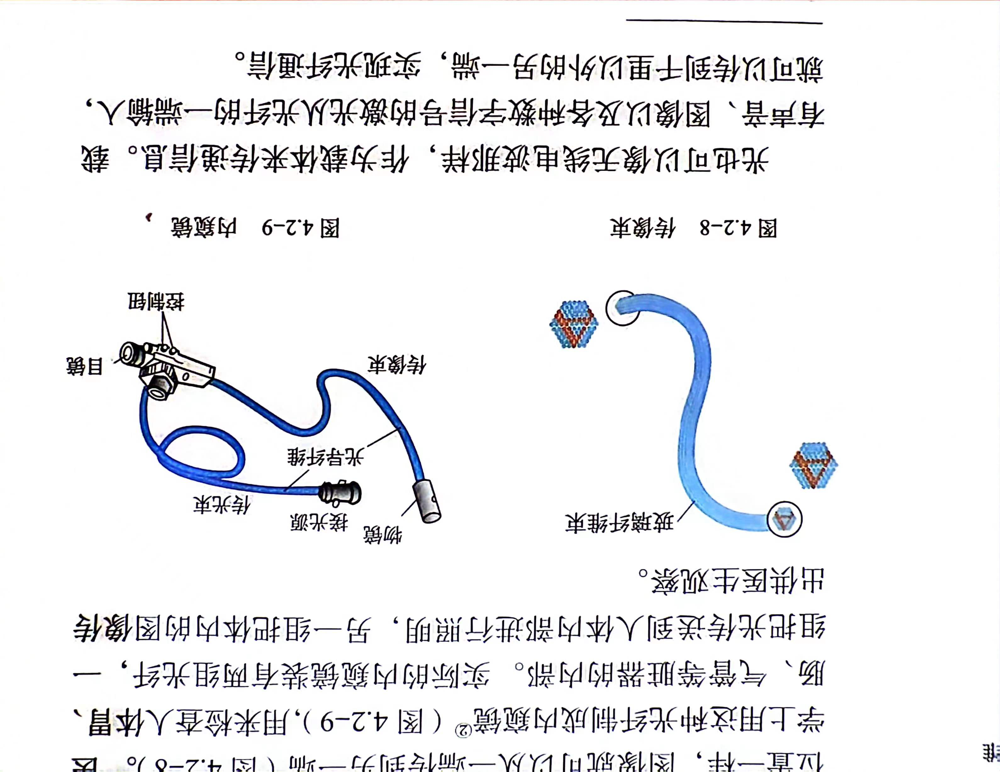 位置一样，图像就可以从一端传到另一端（图 4.2-8）。医
学上用这种光纤制成内窥镜②（图 4.2-9），用来检查人体胃、
肠、气管等脏器的内部。实际的内窥镜装有两组光纤，一
组把光传送到人体内部进行照明，另一组把体内的图像传
出供医生观察。
玻璃纤维束
图 4.2-8 传像束
物镜
接光源
传光束
光导纤维
传像束
目镜
控制钮
图 4.2-9 内窥镜
光也可以像无线电波那样，作为载体来传递信息。载
有声音、图像以及各种数字信号的激光从光纤的一端输入，
就可以传到千里以外的另一端，实现光纤通信。